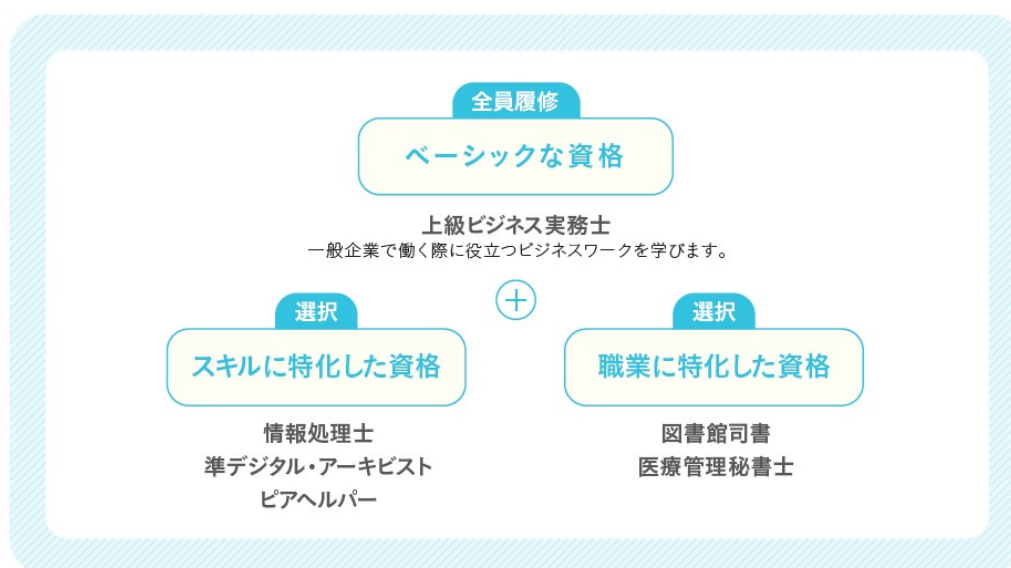 全員履修
ベーシックな資格
上級ビジネス実務士
一般企業で働く際に役立つビジネスワークを学びます。
+
選択
スキルに特化した資格
情報処理士
準デジタル・アーキビスト
ピアヘルパー
選択
職業に特化した資格
図書館司書
医療管理秘書士